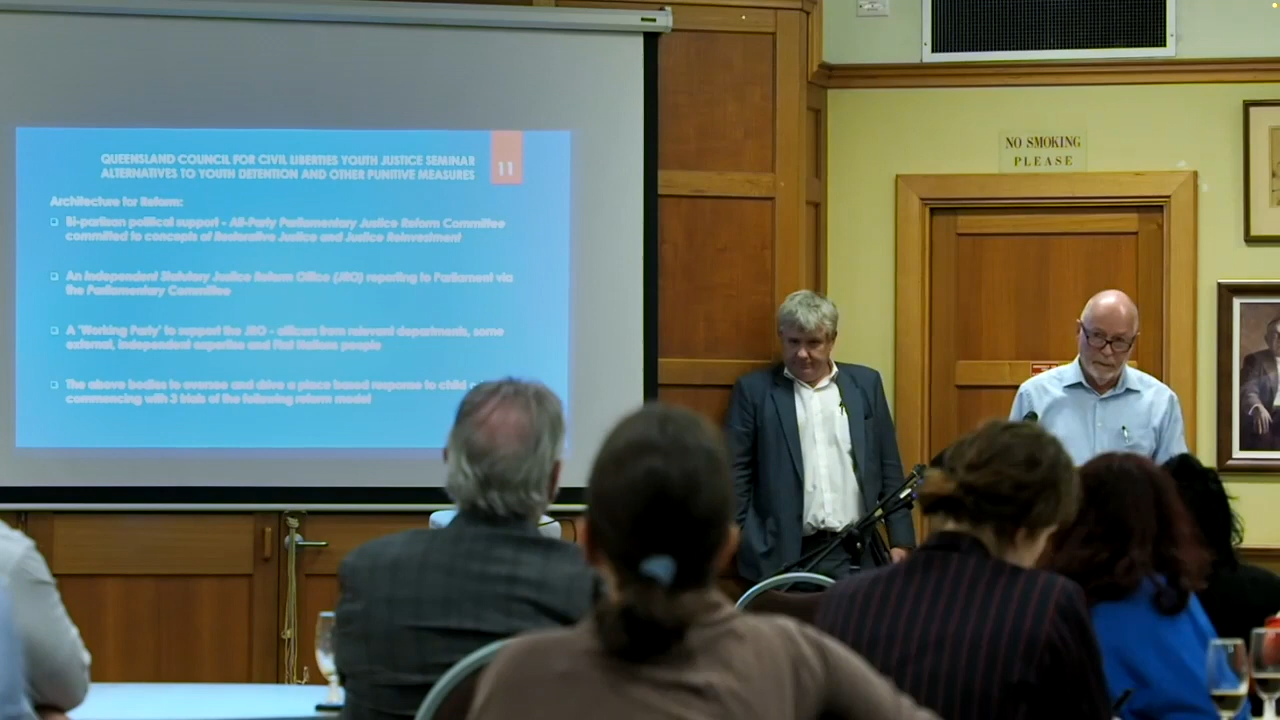 QUEENSLAND COUNCIL FOR CIVIL LIBERTIES YOUTH JUSTICE SEMINAR
ALTERNATIVES TO YOUTH DETENTION AND OTHER PUNITIVE MEASURES
11
Architecture for Reform:
Bi-partisan political support - All-Party Parliamentary Justice Reform Committee
committed to concepts of Restorative Justice and Justice Reinvestment
An Independent Statutory Justice Reform Office (JRO) reporting to Parliament via
the Parliamentary Committee
A 'Working Party' to support the JRO - officers from relevant departments, some
external, independent expertise and First Nations people
The above bodies to oversee and drive a place based response to child
commencing with 3 trials of the following reform model
NO SMOKING
PLEASE